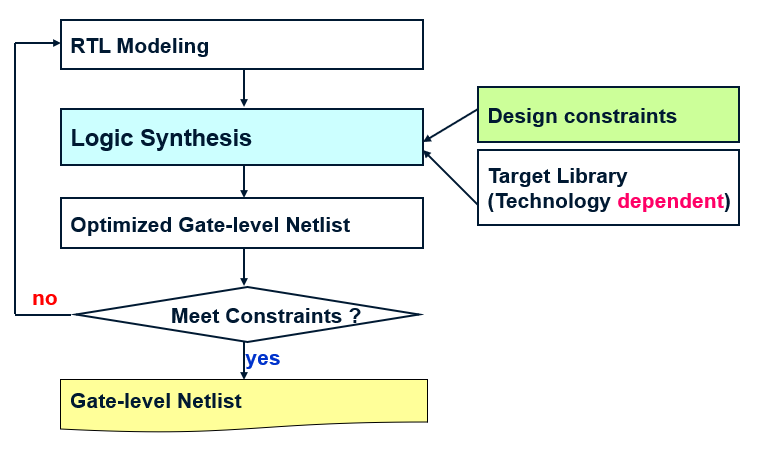 RTL Modeling
Logic Synthesis
Design constraints
Target Library
(Technology dependent)
Optimized Gate-level Netlist
no
Meet Constraints ?
yes
Gate-level Netlist